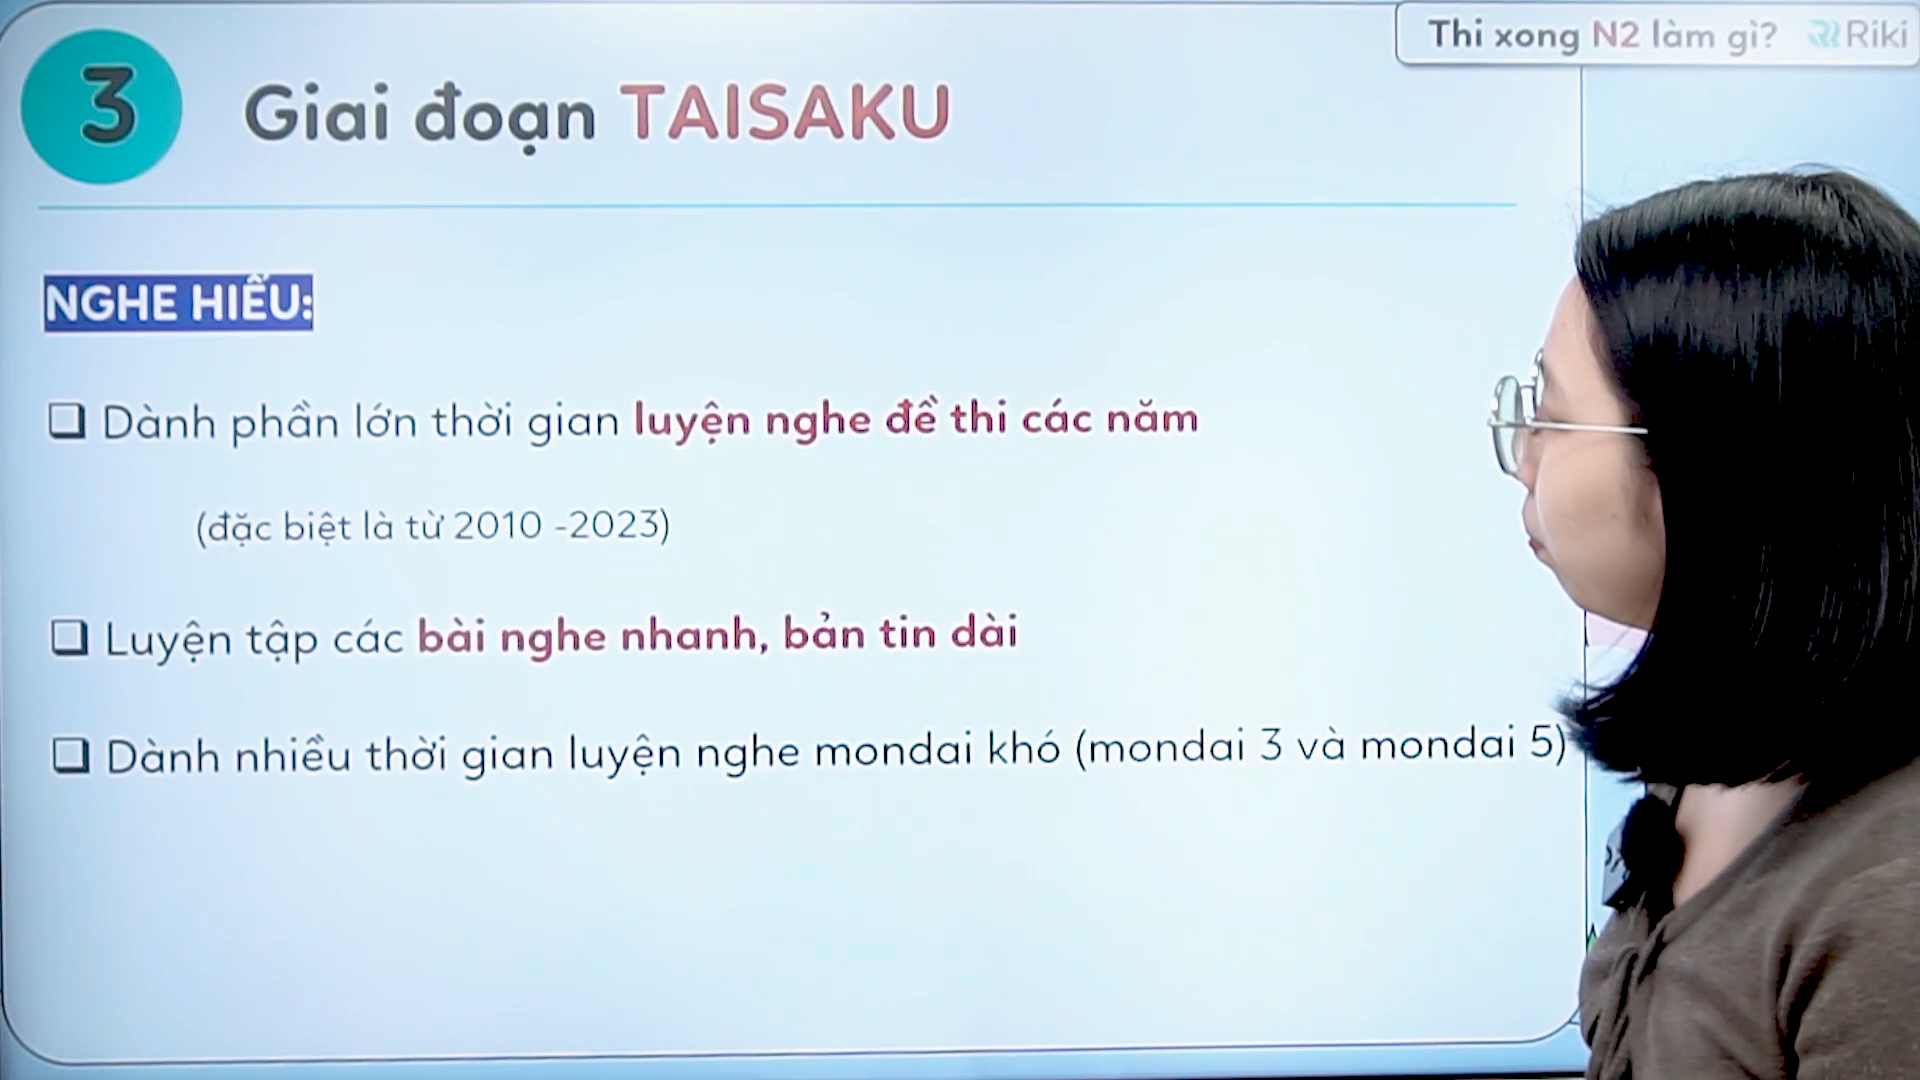 Thi xong N2 làm gì? Riki
3 Giai đoạn TAISAKU
NGHE HIỂU:
❑ Dành phần lớn thời gian luyện nghe đề thi các năm
(đặc biệt là từ 2010 -2023)
❑ Luyện tập các bài nghe nhanh, bản tin dài
❑ Dành nhiều thời gian luyện nghe mondai khó (mondai 3 và mondai 5)